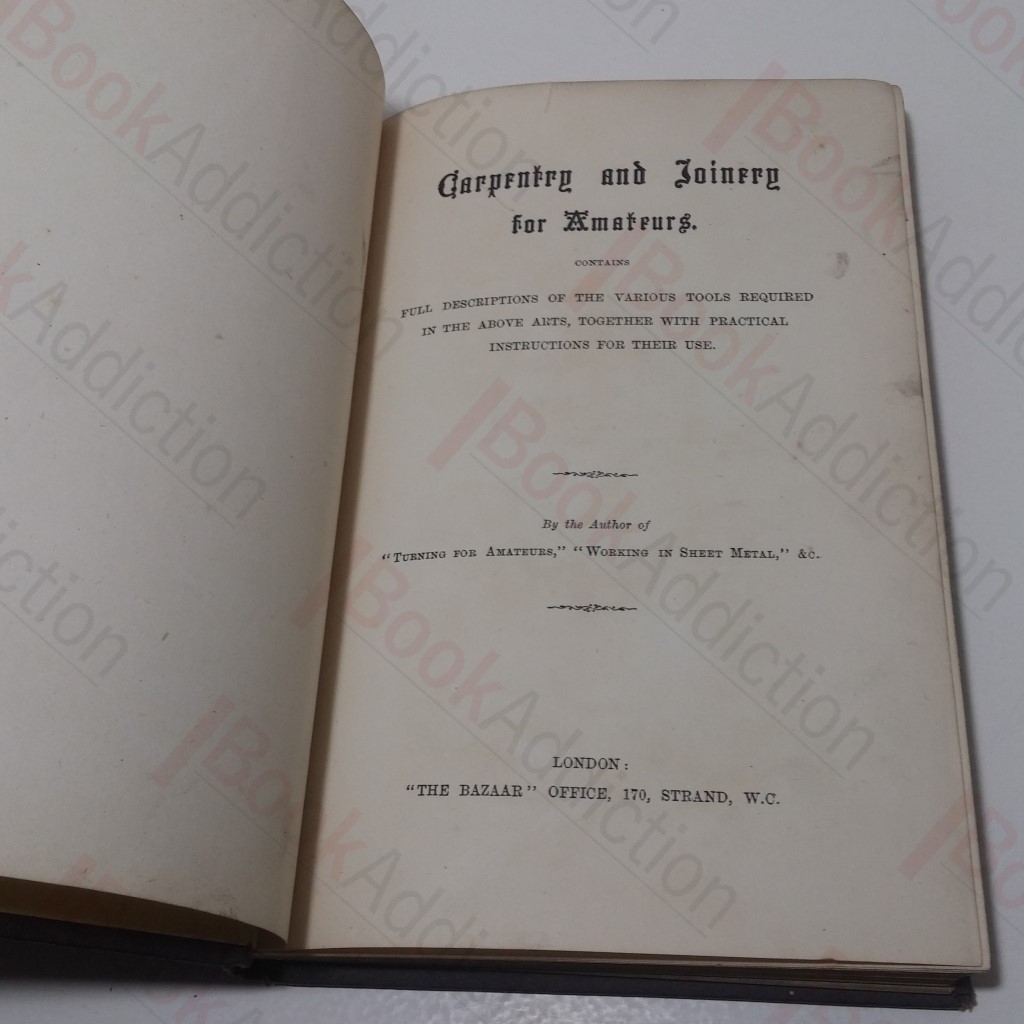 Carpentry and Joinery
for Amateurs.
CONTAINS
FULL DESCRIPTIONS OF THE VARIOUS TOOLS REQUIRED
IN THE ABOVE ARTS, TOGETHER WITH PRACTICAL
INSTRUCTIONS FOR THEIR USE.
By the Author of
"TURNING FOR AMATEURS," "WORKING IN SHEET METAL," &C.
LONDON:
"THE BAZAAR" OFFICE, 170, STRAND, W.C.
BookAddiction